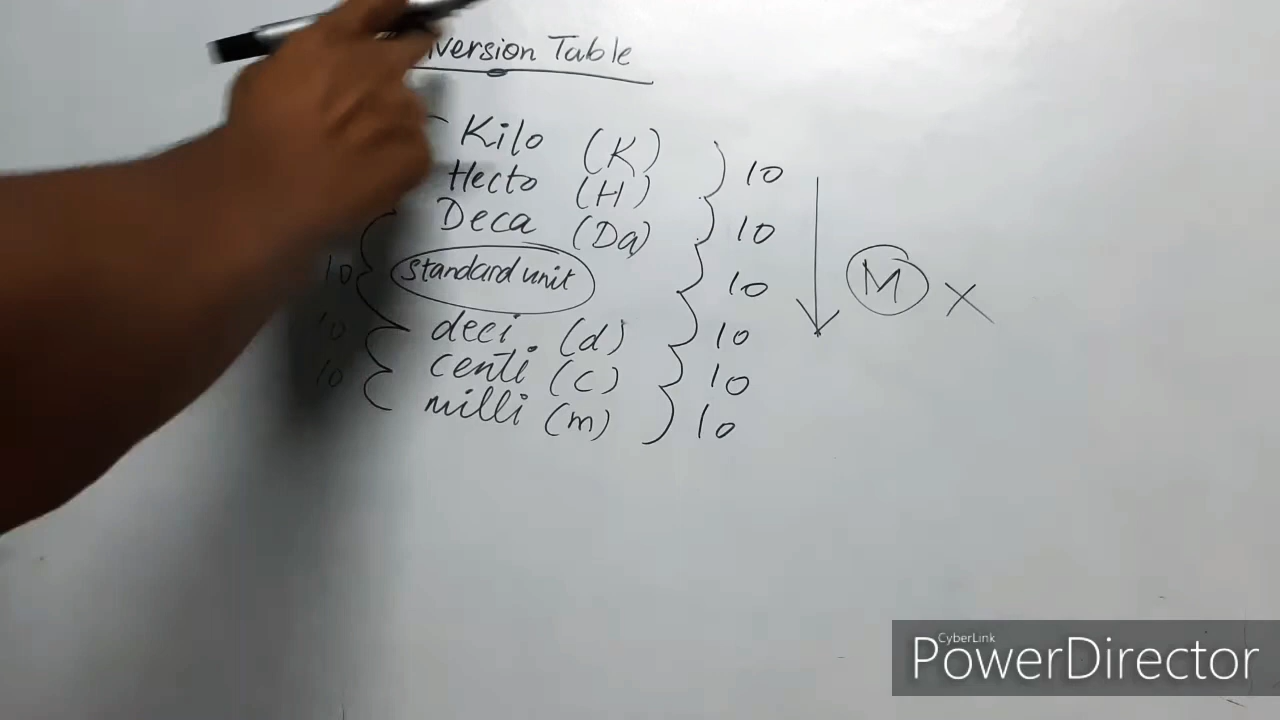 version Table
Kilo (K) 10
Hecto (H)
Deca (Da) 10
10 Standard unit 10 M X
10 deci (d) 10
10 centi (c) 10
milli (m) 10
CyberLink
PowerDirector